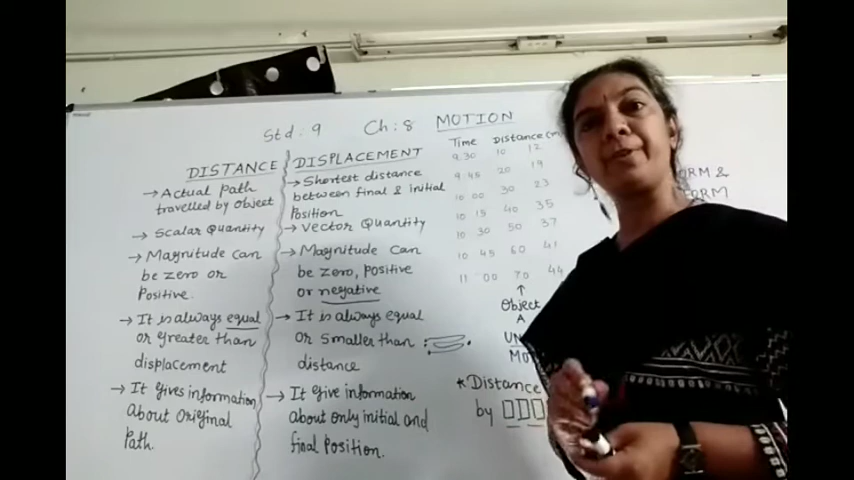 Std : 9 Ch : 8 MOTION
DISTANCE
→ Actual path
travelled by object
→ Scalar Quantity
→ Magnitude can
be zero or
Positive.
→ It is always equal
or greater than
displacement
→ It gives information
About Original
Path.
DISPLACEMENT
→ Shortest distance
between final & initial
Position
→ Vector Quantity
→ Magnitude can
be zero, positive
or negative
→ It is always equal
or Smaller than
distance
→ It give information
about only initial and
final Position.
Time Distance (m
9.30 10 12
9.45 20 19
10 00 30 23
10 15 40 35
10 30 50 37
10 45 60 41
11 00 70 44
↑
Object
A
UN
MO
* Distance
by
ORM &
FORM